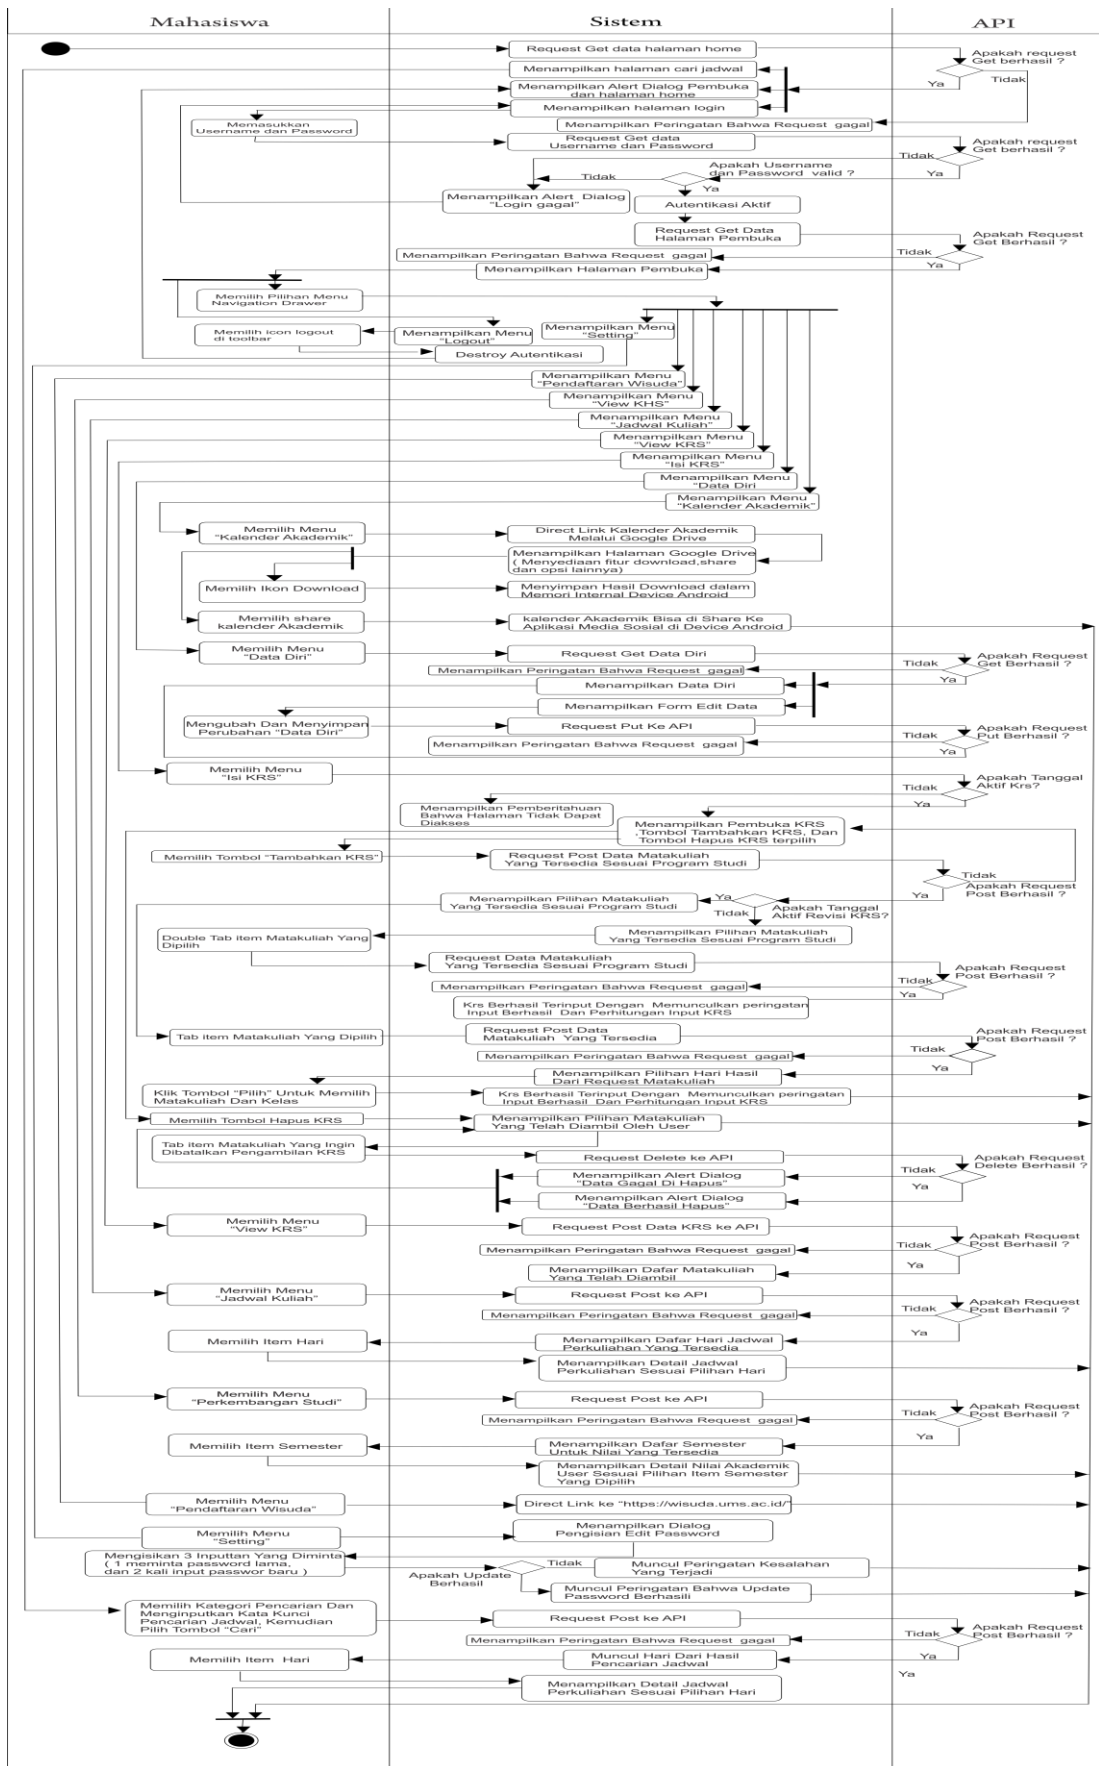 Mahasiswa
Sistem
API
Request Get data halaman home
Apakah request
Get berhasil ?
Menampilkan halaman cari jadwal
Tidak
Ya
Menampilkan Alert Dialog Pembuka
dan halaman home
Menampilkan halaman login
Memasukkan
Username dan Password
Menampilkan Peringatan Bahwa Request gagal
Request Get data
Username dan Password
Apakah request
Get berhasil ?
Tidak
Ya
Apakah Username
dan Password valid ?
Tidak
Ya
Menampilkan Alert Dialog
"Login gagal"
Autentikasi Aktif
Request Get Data
Halaman Pembuka
Apakah Request
Get Berhasil ?
Tidak
Ya
Menampilkan Peringatan Bahwa Request gagal
Menampilkan Halaman Pembuka
Memilih Pilihan Menu
Navigation Drawer
Memilih icon logout
di toolbar
Menampilkan Menu
"Logout"
Menampilkan Menu
"Setting"
Destroy Autentikasi
Menampilkan Menu
"Pendaftaran Wisuda"
Menampilkan Menu
"View KHS"
Menampilkan Menu
"Jadwal Kuliah"
Menampilkan Menu
"View KRS"
Menampilkan Menu
"Isi KRS"
Menampilkan Menu
"Data Diri
Menampilkan Menu
"Kalender Akademik"
Memilih Menu
"Kalender Akademik"
Direct Link Kalender Akademik
Melalui Google Drive
Menampilkan Halaman Google Drive
( Menyediaan fitur download,share
dan opsi lainnya)
Memilih Ikon Download
Menyimpan Hasil Download dalam
Memori Internal Device Android
Memilih share
kalender Akademik
kalender Akademik Bisa di Share Ke
Aplikasi Media Sosial di Device Android
Memilih Menu
"Data Diri"
Request Get Data Diri
Apakah Request
Get Berhasil ?
Tidak
Ya
Menampilkan Peringatan Bahwa Request gagal
Menampilkan Data Diri
Menampilkan Form Edit Data
Mengubah Dan Menyimpan
Perubahan "Data Diri"
Request Put Ke API
Apakah Request
Put Berhasil ?
Tidak
Ya
Menampilkan Peringatan Bahwa Request gagal
Memilih Menu
"Isi KRS"
Apakah Tanggal
Aktif Krs?
Tidak
Ya
Menampilkan Pemberitahuan
Bahwa Halaman Tidak Dapat
Diakses
Menampilkan Pembuka KRS
,Tombol Tambahkan KRS, Dan
Tombol Hapus KRS terpilih
Memilih Tombol "Tambahkan KRS"
Request Post Data Matakuliah
Yang Tersedia Sesuai Program Studi
Tidak
Apakah Request
Post Berhasil ?
Ya
Menampilkan Pilihan Matakuliah
Yang Tersedia Sesuai Program Studi
Ya
Tidak
Apakah Tanggal
Aktif Revisi KRS?
Double Tab item Matakuliah Yang
Dipilih
Menampilkan Pilihan Matakuliah
Yang Tersedia Sesuai Program Studi
Request Data Matakuliah
Yang Tersedia Sesuai Program Studi
Apakah Request
Post Berhasil ?
Tidak
Ya
Menampilkan Peringatan Bahwa Request gagal
Krs Berhasil Terinput Dengan Memunculkan peringatan
Input Berhasil Dan Perhitungan Input KRS
Tab item Matakuliah Yang Dipilih
Request Post Data
Matakuliah Yang Tersedia
Apakah Request
Post Berhasil ?
Tidak
Ya
Menampilkan Peringatan Bahwa Request gagal
Menampilkan Pilihan Hari Hasil
Dari Request Matakuliah
Klik Tombol "Pilih" Untuk Memilih
Matakuliah Dan Kelas
Krs Berhasil Terinput Dengan Memunculkan peringatan
Input Berhasil Dan Perhitungan Input KRS
Memilih Tombol Hapus KRS
Menampilkan Pilihan Matakuliah
Yang Telah Diambil Oleh User
Tab item Matakuliah Yang Ingin
Dibatalkan Pengambilan KRS
Request Delete ke API
Apakah Request
Delete Berhasil ?
Tidak
Ya
Menampilkan Alert Dialog
"Data Gagal Di Hapus"
Menampilkan Alert Dialog
"Data Berhasil Hapus"
Memilih Menu
"View KRS"
Request Post Data KRS ke API
Apakah Request
Post Berhasil ?
Tidak
Ya
Menampilkan Peringatan Bahwa Request gagal
Menampilkan Dafar Matakuliah
Yang Telah Diambil
Memilih Menu
"Jadwal Kuliah"
Request Post ke API
Apakah Request
Post Berhasil ?
Tidak
Ya
Menampilkan Peringatan Bahwa Request gagal
Memilih Item Hari
Menampilkan Dafar Hari Jadwal
Perkuliahan Yang Tersedia
Menampilkan Detail Jadwal
Perkuliahan Sesuai Pilihan Hari
Memilih Menu
"Perkembangan Studi"
Request Post ke API
Apakah Request
Post Berhasil ?
Tidak
Ya
Menampilkan Peringatan Bahwa Request gagal
Memilih Item Semester
Menampilkan Dafar Semester
Untuk Nilai Yang Tersedia
Menampilkan Detail Nilai Akademik
User Sesuai Pilihan Item Semester
Yang Dipilih
Memilih Menu
"Pendaftaran Wisuda"
Direct Link ke "https://wisuda.ums.ac.id/"
Memilih Menu
"Setting"
Menampilkan Dialog
Pengisian Edit Password
Mengisikan 3 Inputtan Yang Diminta
( 1 meminta password lama,
dan 2 kali input passwor baru )
Apakah Update
Berhasil
Tidak
Ya
Muncul Peringatan Kesalahan
Yang Terjadi
Muncul Peringatan Bahwa Update
Password Berhasili
Memilih Kategori Pencarian Dan
Menginputkan Kata Kunci
Pencarian Jadwal, Kemudian
Pilih Tombol "Cari"
Request Post ke API
Apakah Request
Post Berhasil ?
Tidak
Ya
Menampilkan Peringatan Bahwa Request gagal
Memilih Item Hari
Muncul Hari Dari Hasil
Pencarian Jadwal
Ya
Menampilkan Detail Jadwal
Perkuliahan Sesuai Pilihan Hari